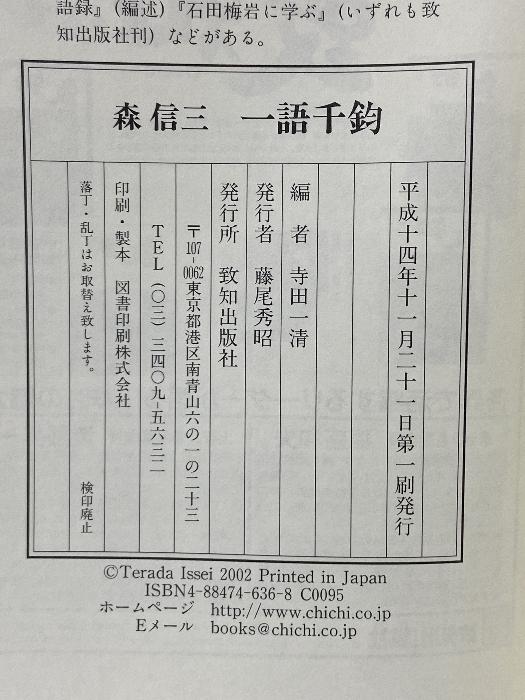 語録』(編述)『石田梅岩に学ぶ』(いずれも致
知出版社刊)などがある。
森信三　一語千鈞
平成十四年十一月二十一日第一刷発行
編者　寺田一清
発行者　藤尾秀昭
発行所　致知出版社
〒107-0062東京都港区南青山六の一の二十三
TEL(〇三)三四〇九-五六三二
印刷・製本　図書印刷株式会社
落丁・乱丁はお取替え致します。　検印廃止
©Terada Issei 2002 Printed in Japan
ISBN4-88474-636-8 C0095
ホームページ　http://www.chichi.co.jp
Eメール　books@chichi.co.jp